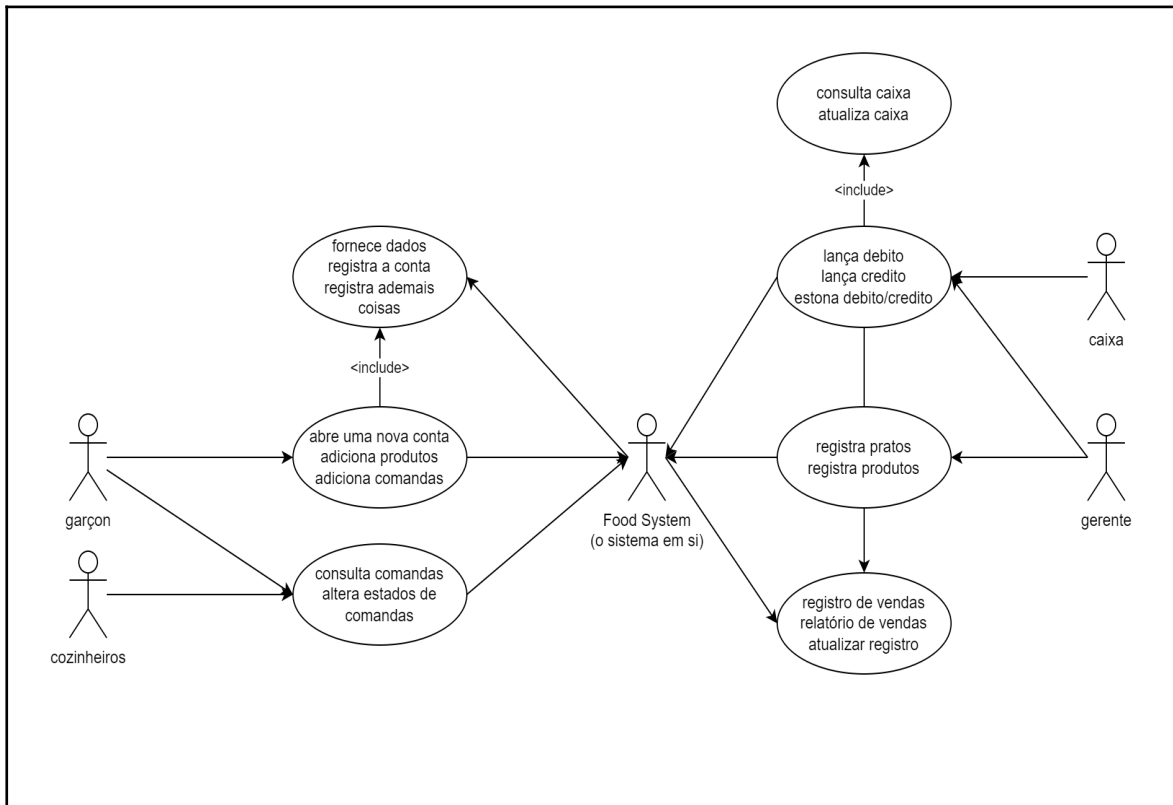 consulta caixa
atualiza caixa
<include>
fornece dados
registra a conta
registra ademais
coisas
lança debito
lança credito
estona debito/credito
caixa
<include>
abre uma nova conta
adiciona produtos
adiciona comandas
registra pratos
registra produtos
garçon
Food System
(o sistema em si)
gerente
consulta comandas
altera estados de
comandas
registro de vendas
relatório de vendas
atualizar registro
cozinheiros